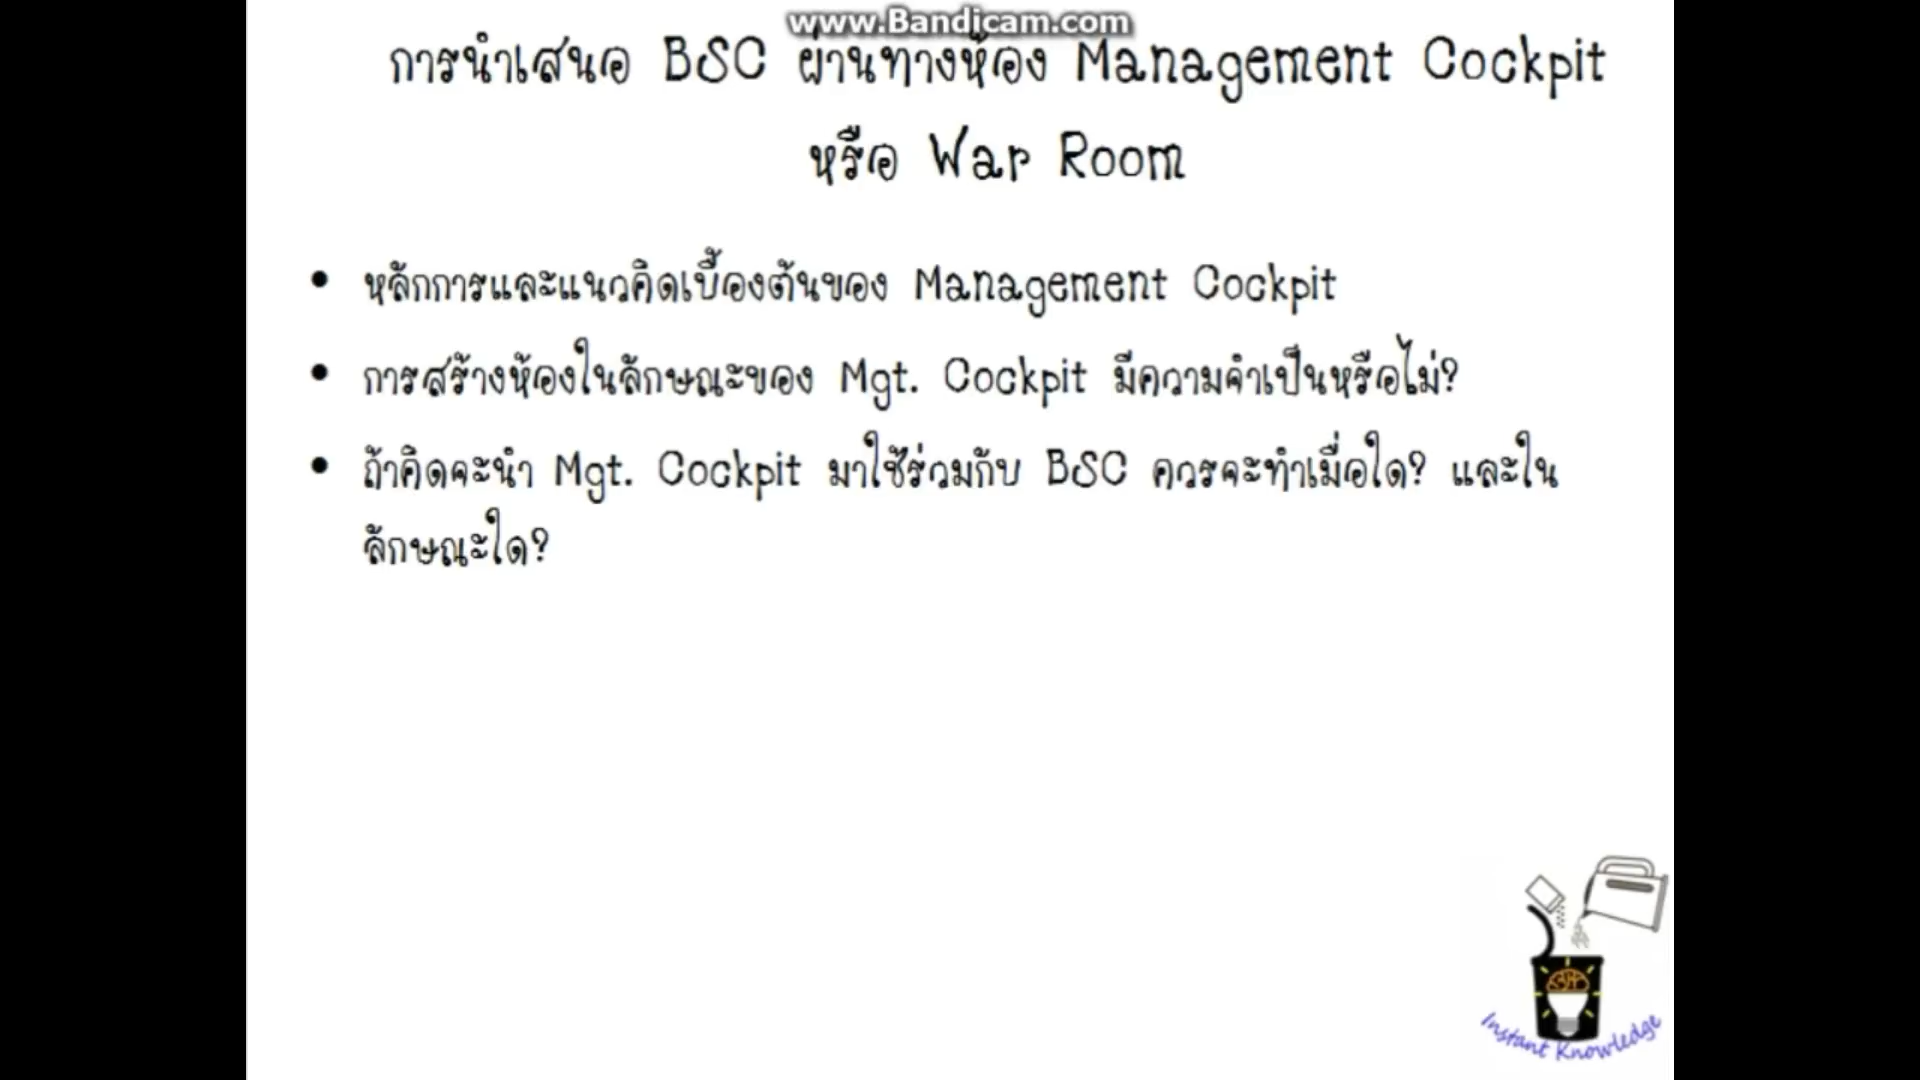 www.Bandicam.com
การนำเสนอ BSC ผ่านทางห้อง Management Cockpit
หรือ War Room
• หลักการและแนวคิดเบื้องต้นของ Management Cockpit
• การสร้างห้องในลักษณะของ Mgt. Cockpit มีความจำเป็นหรือไม่?
• ถ้าคิดจะนำ Mgt. Cockpit มาใช้ร่วมกับ BSC ควรจะทำเมื่อใด? และใน
ลักษณะใด?
Instant Knowledge